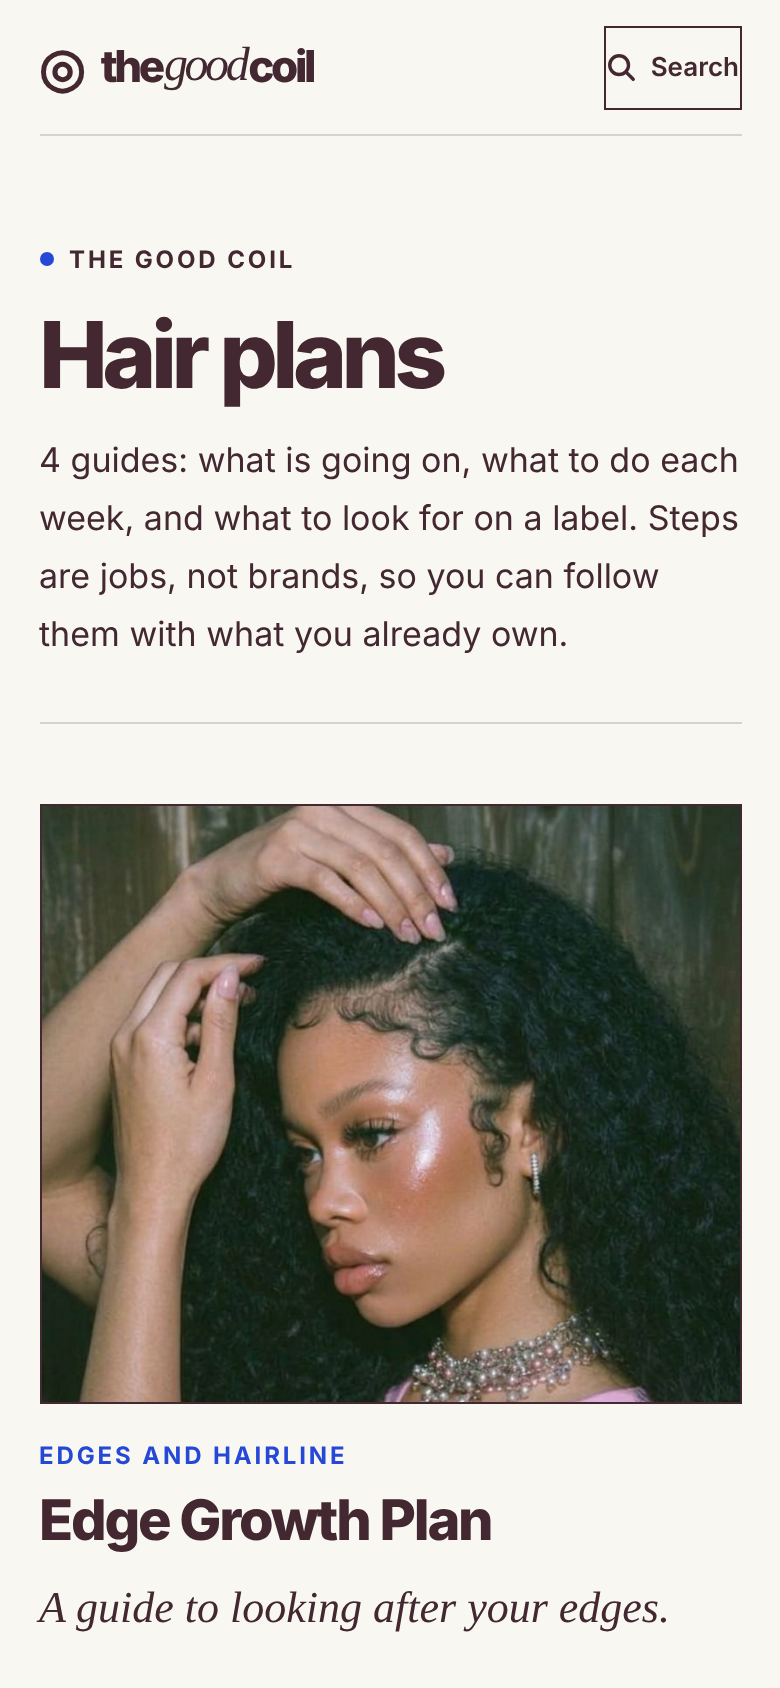 thegoodcoil
Search
THE GOOD COIL
Hair plans
4 guides: what is going on, what to do each
week, and what to look for on a label. Steps
are jobs, not brands, so you can follow
them with what you already own.
EDGES AND HAIRLINE
Edge Growth Plan
A guide to looking after your edges.